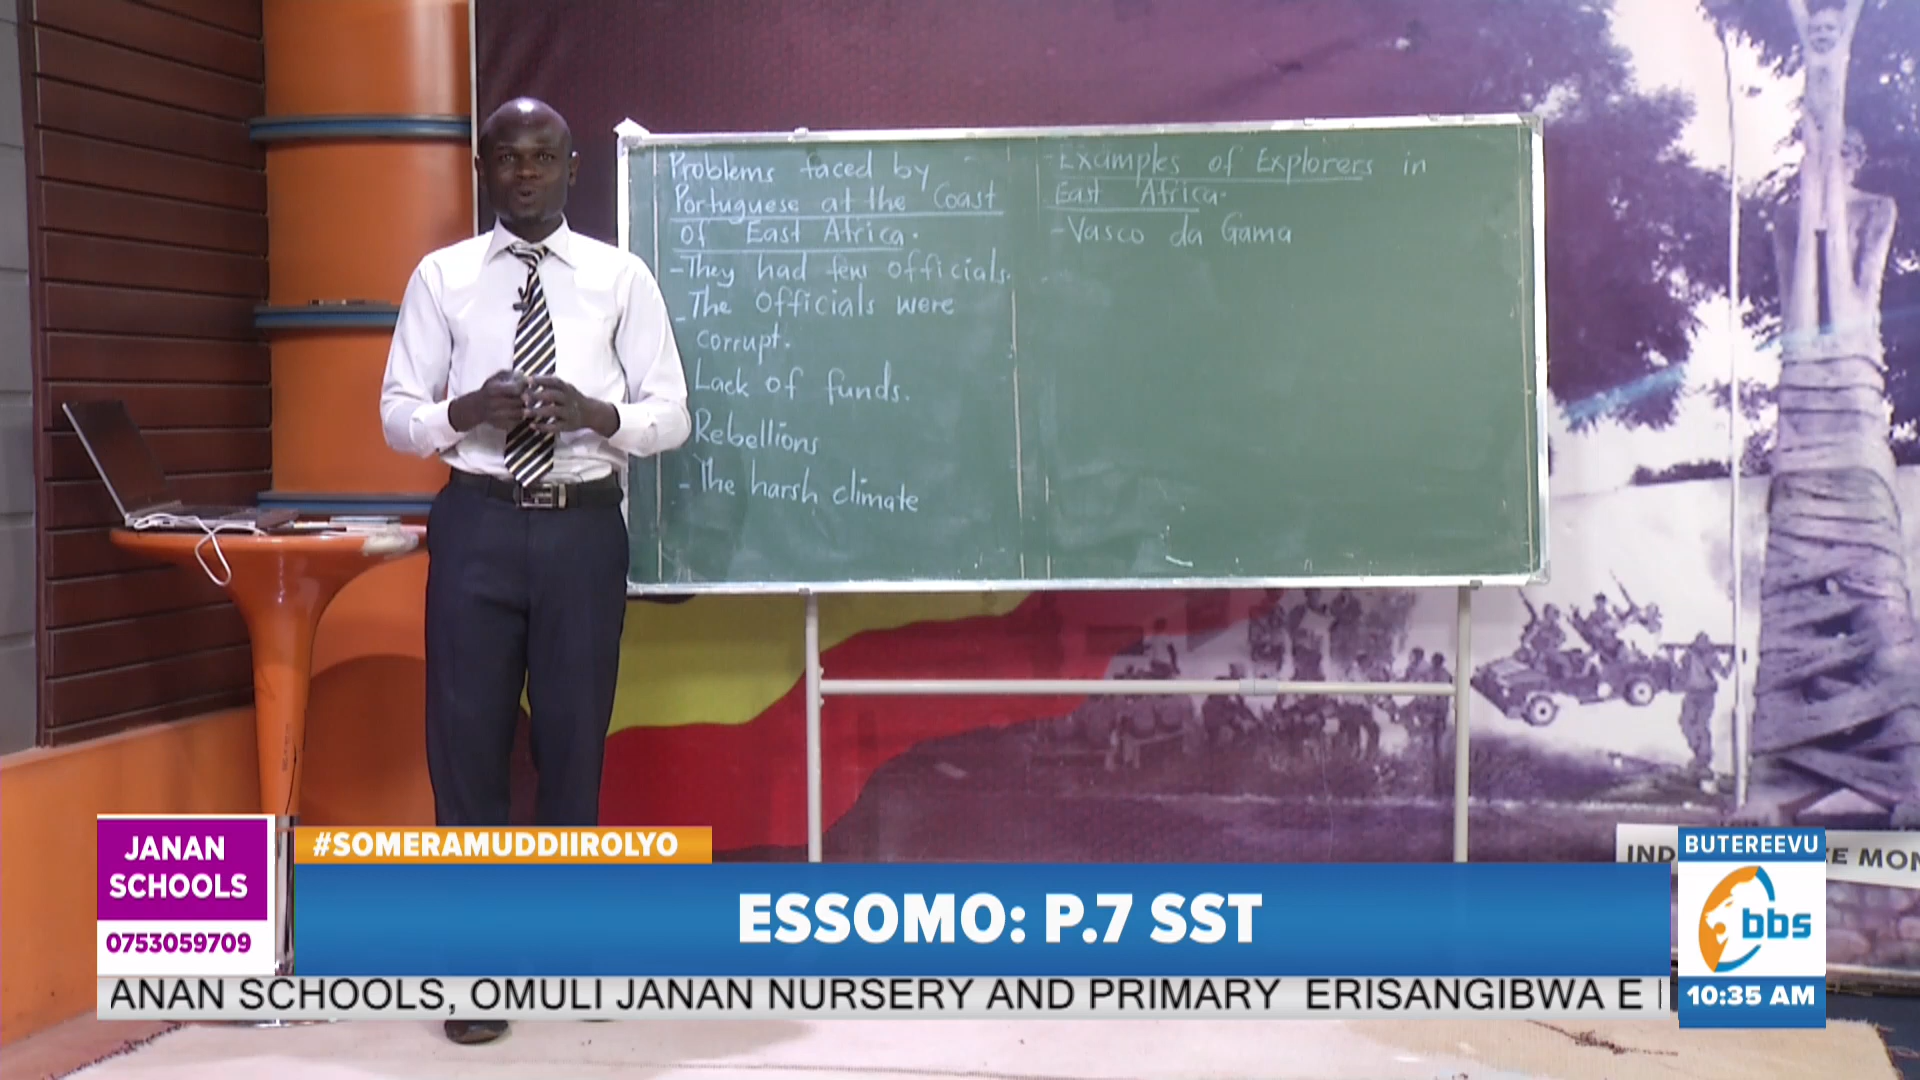 Problems faced by
Portuguese at the Coast
of East Africa.
-They had few officials.
-The Officials were
corrupt.
Lack of funds.
Rebellions
-The harsh climate
-Examples of Explorers in
East Africa.
-Vasco da Gama
JANAN
SCHOOLS
0753059709
#SOMERAMUDDIIROLYO
ESSOMO: P.7 SST
ANAN SCHOOLS, OMULI JANAN NURSERY AND PRIMARY ERISANGIBWA E
BUTEREEVU
bbs
10:35 AM